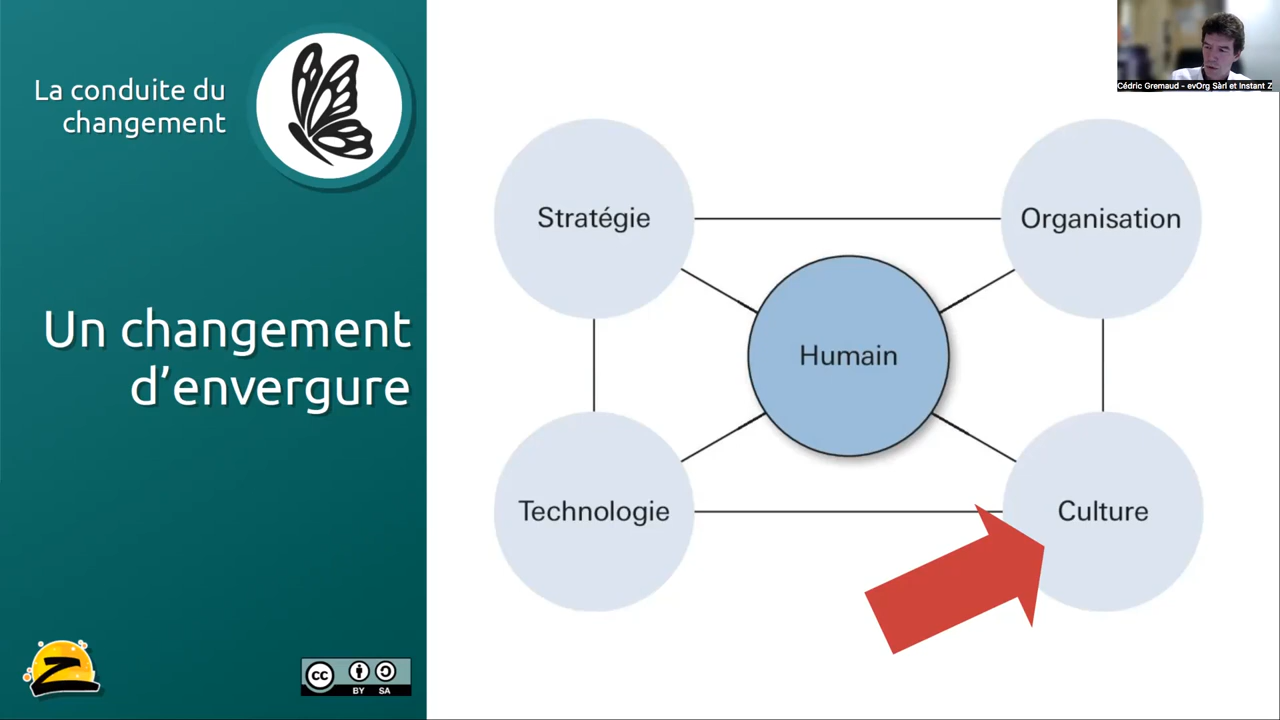 La conduite du
changement
Un changement
d’envergure
Z
CC
BY SA
Cédric Gremaud - evOrg Sàrl et Instant Z
Stratégie
Organisation
Humain
Technologie
Culture